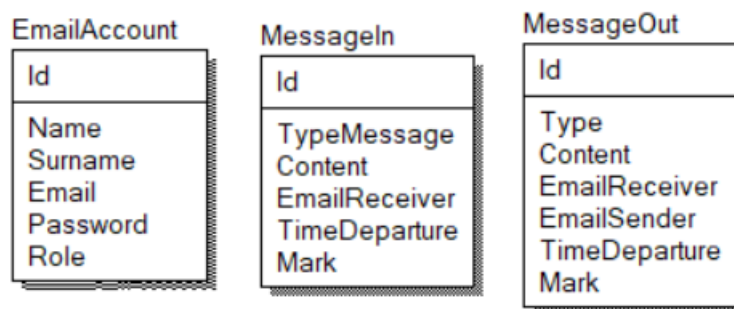 EmailAccount
Id
Name
Surname
Email
Password
Role
MessageIn
Id
TypeMessage
Content
EmailReceiver
TimeDeparture
Mark
MessageOut
Id
Type
Content
EmailReceiver
EmailSender
TimeDeparture
Mark